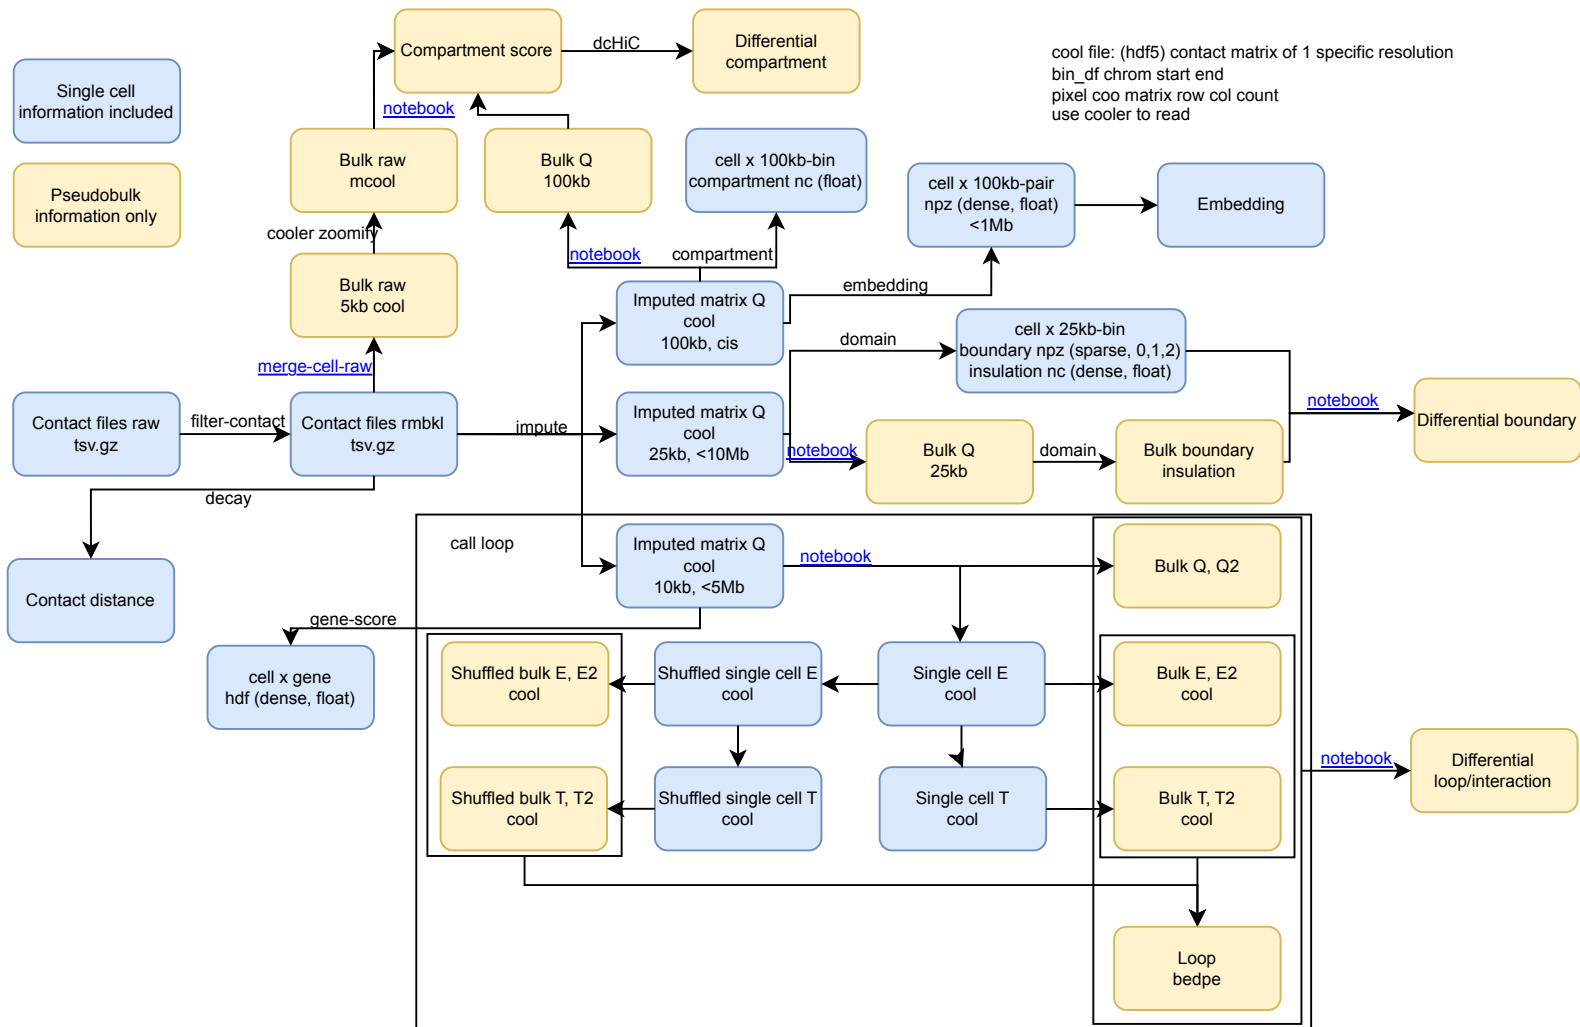 Single cell
information included
Pseudobulk
information only
Compartment score
dcHiC
Differential
compartment
cool file: (hdf5) contact matrix of 1 specific resolution
bin_df chrom start end
pixel coo matrix row col count
use cooler to read
notebook
Bulk raw
mcool
Bulk Q
100kb
cell x 100kb-bin
compartment nc (float)
cell x 100kb-pair
npz (dense, float)
<1Mb
Embedding
cooler zoomify
notebook
compartment
Bulk raw
5kb cool
Imputed matrix Q
cool
100kb, cis
embedding
cell x 25kb-bin
boundary npz (sparse, 0,1,2)
insulation nc (dense, float)
domain
merge-cell-raw
Contact files raw
tsv.gz
filter-contact
Contact files rmbkl
tsv.gz
impute
Imputed matrix Q
cool
25kb, <10Mb
notebook
Bulk Q
25kb
domain
Bulk boundary
insulation
notebook
Differential boundary
decay
Contact distance
call loop
Imputed matrix Q
cool
10kb, <5Mb
notebook
Bulk Q, Q2
gene-score
cell x gene
hdf (dense, float)
Shuffled bulk E, E2
cool
Shuffled single cell E
cool
Single cell E
cool
Bulk E, E2
cool
Shuffled bulk T, T2
cool
Shuffled single cell T
cool
Single cell T
cool
Bulk T, T2
cool
notebook
Differential
loop/interaction
Loop
bedpe